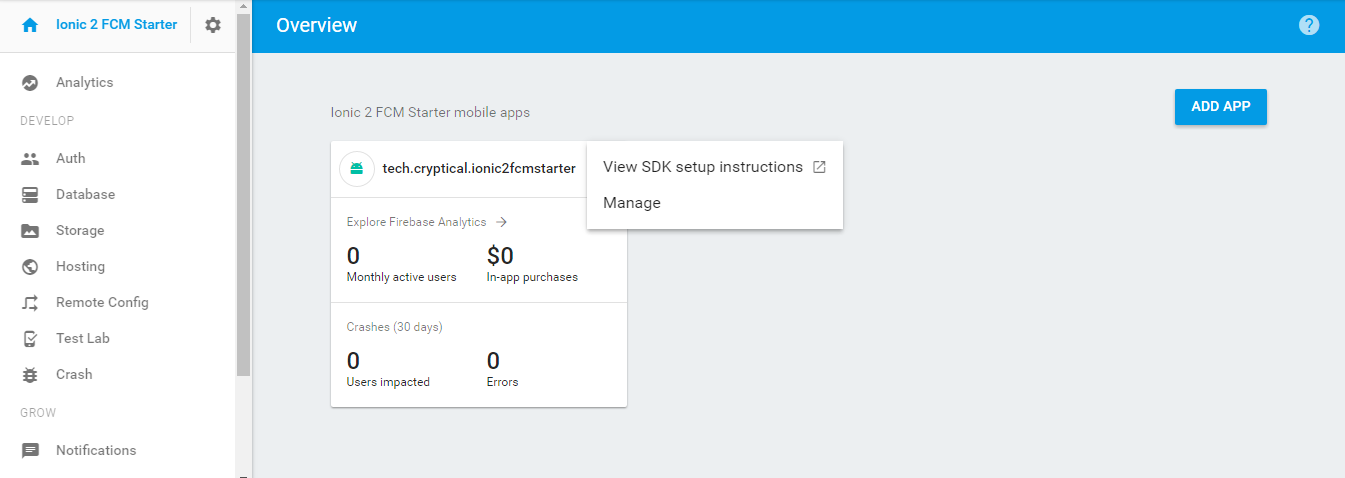 Ionic 2 FCM Starter
Overview
Analytics
DEVELOP
Auth
Database
Storage
Hosting
Remote Config
Test Lab
Crash
GROW
Notifications
Ionic 2 FCM Starter mobile apps
ADD APP
tech.cryptical.ionic2fcmstarter
View SDK setup instructions
Manage
Explore Firebase Analytics
0 $0
Monthly active users In-app purchases
Crashes (30 days)
0 0
Users impacted Errors